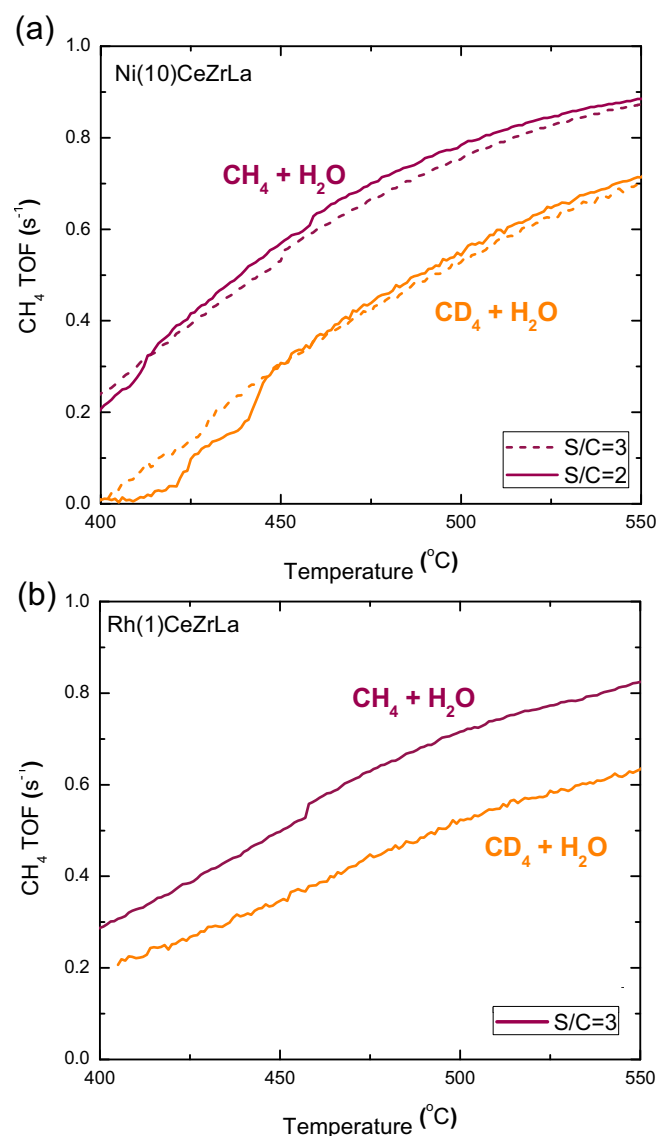 (a)
1.0
Ni(10)CeZrLa
0.8
CH₄ + H₂O
0.6
CH₄ TOF (s⁻¹)
0.4
CD₄ + H₂O
0.2
S/C=3
S/C=2
0.0
400 450 500 550
Temperature (°C)
(b)
1.0
Rh(1)CeZrLa
0.8
CH₄ + H₂O
0.6
CH₄ TOF (s⁻¹)
CD₄ + H₂O
0.4
0.2
S/C=3
0.0
400 450 500 550
Temperature (°C)